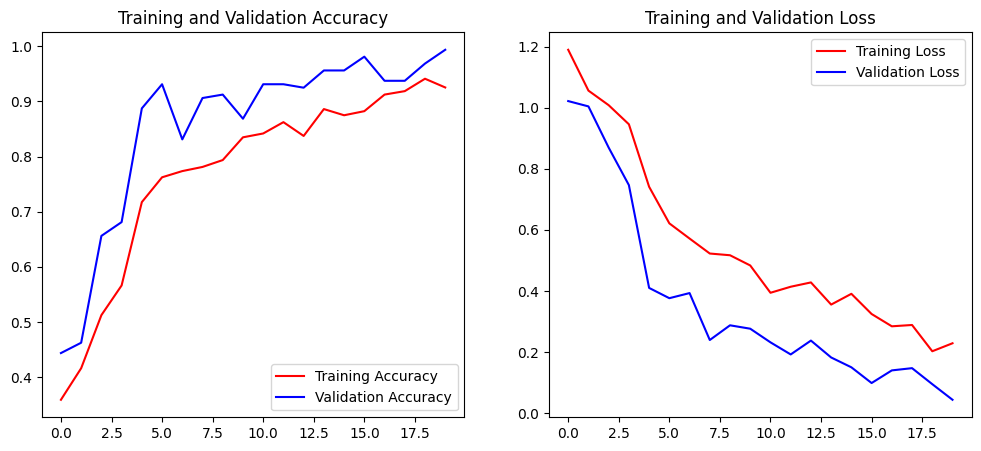 Training and Validation Accuracy
1.0
0.9
0.8
0.7
0.6
0.5
0.4
0.0 2.5 5.0 7.5 10.0 12.5 15.0 17.5
Training Accuracy
Validation Accuracy
Training and Validation Loss
1.2
1.0
0.8
0.6
0.4
0.2
0.0
0.0 2.5 5.0 7.5 10.0 12.5 15.0 17.5
Training Loss
Validation Loss